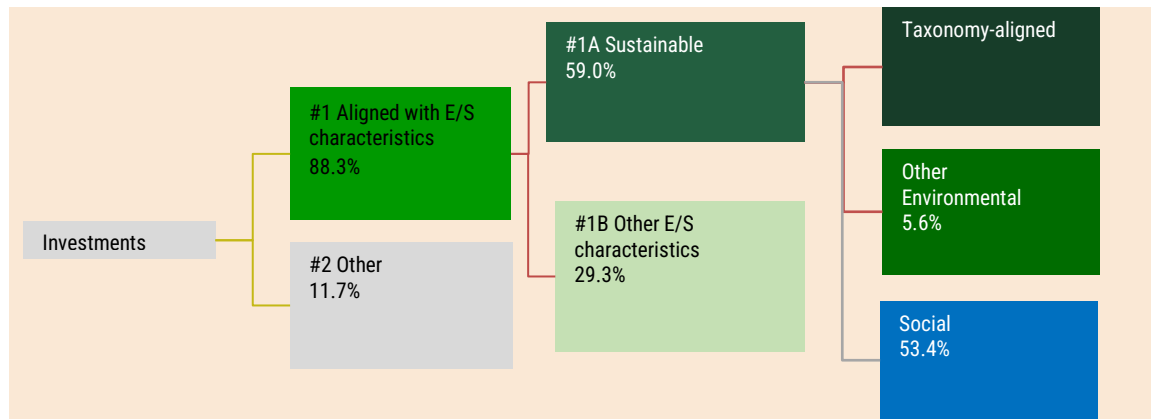 Investments
#1 Aligned with E/S
characteristics
88.3%
#2 Other
11.7%
#1A Sustainable
59.0%
#1B Other E/S
characteristics
29.3%
Taxonomy-aligned
Other
Environmental
5.6%
Social
53.4%